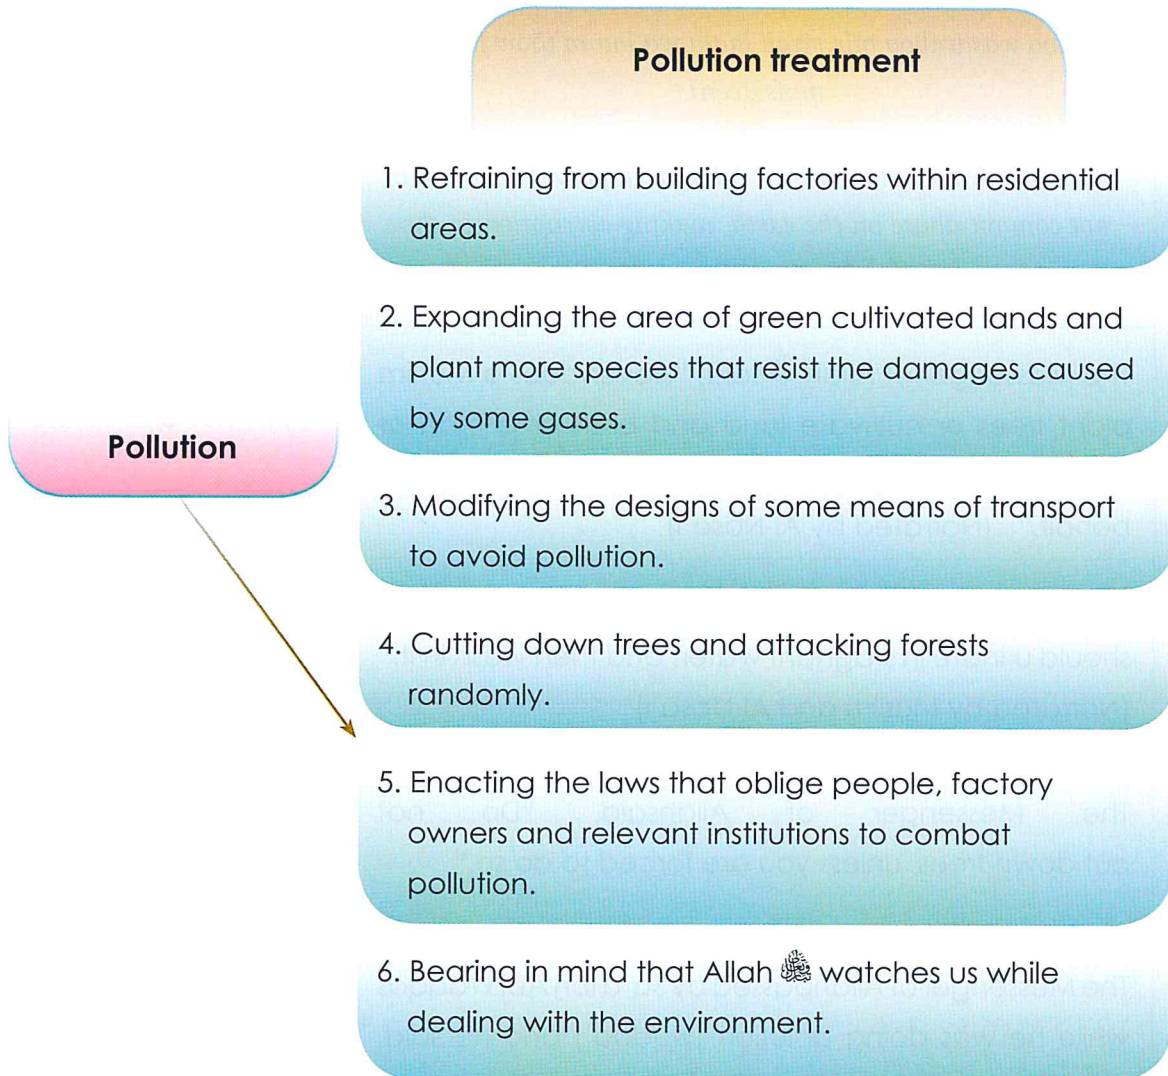 Pollution treatment
1. Refraining from building factories within residential
areas.
2. Expanding the area of green cultivated lands and
plant more species that resist the damages caused
by some gases.
Pollution
3. Modifying the designs of some means of transport
to avoid pollution.
4. Cutting down trees and attacking forests
randomly.
5. Enacting the laws that oblige people, factory
owners and relevant institutions to combat
pollution.
6. Bearing in mind that Allah watches us while
dealing with the environment.